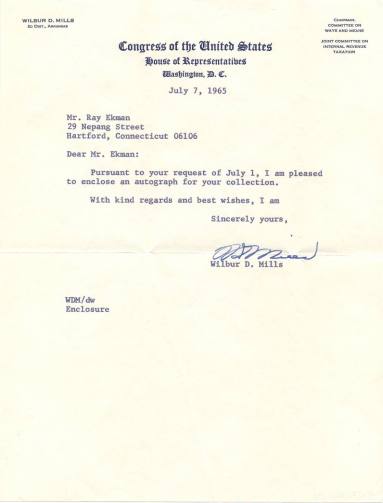 WILBUR D. MILLS
2D DIST., ARKANSAS
CHAIRMAN,
COMMITTEE ON
WAYS AND MEANS
JOINT COMMITTEE ON
INTERNAL REVENUE
TAXATION
Congress of the United States
House of Representatives
Washington, D. C.
July 7, 1965
Mr. Ray Ekman
29 Nepang Street
Hartford, Connecticut 06106
Dear Mr. Ekman:
Pursuant to your request of July 1, I am pleased
to enclose an autograph for your collection.
With kind regards and best wishes, I am
Sincerely yours,
WD Mills
Wilbur D. Mills
WDM/dw
Enclosure